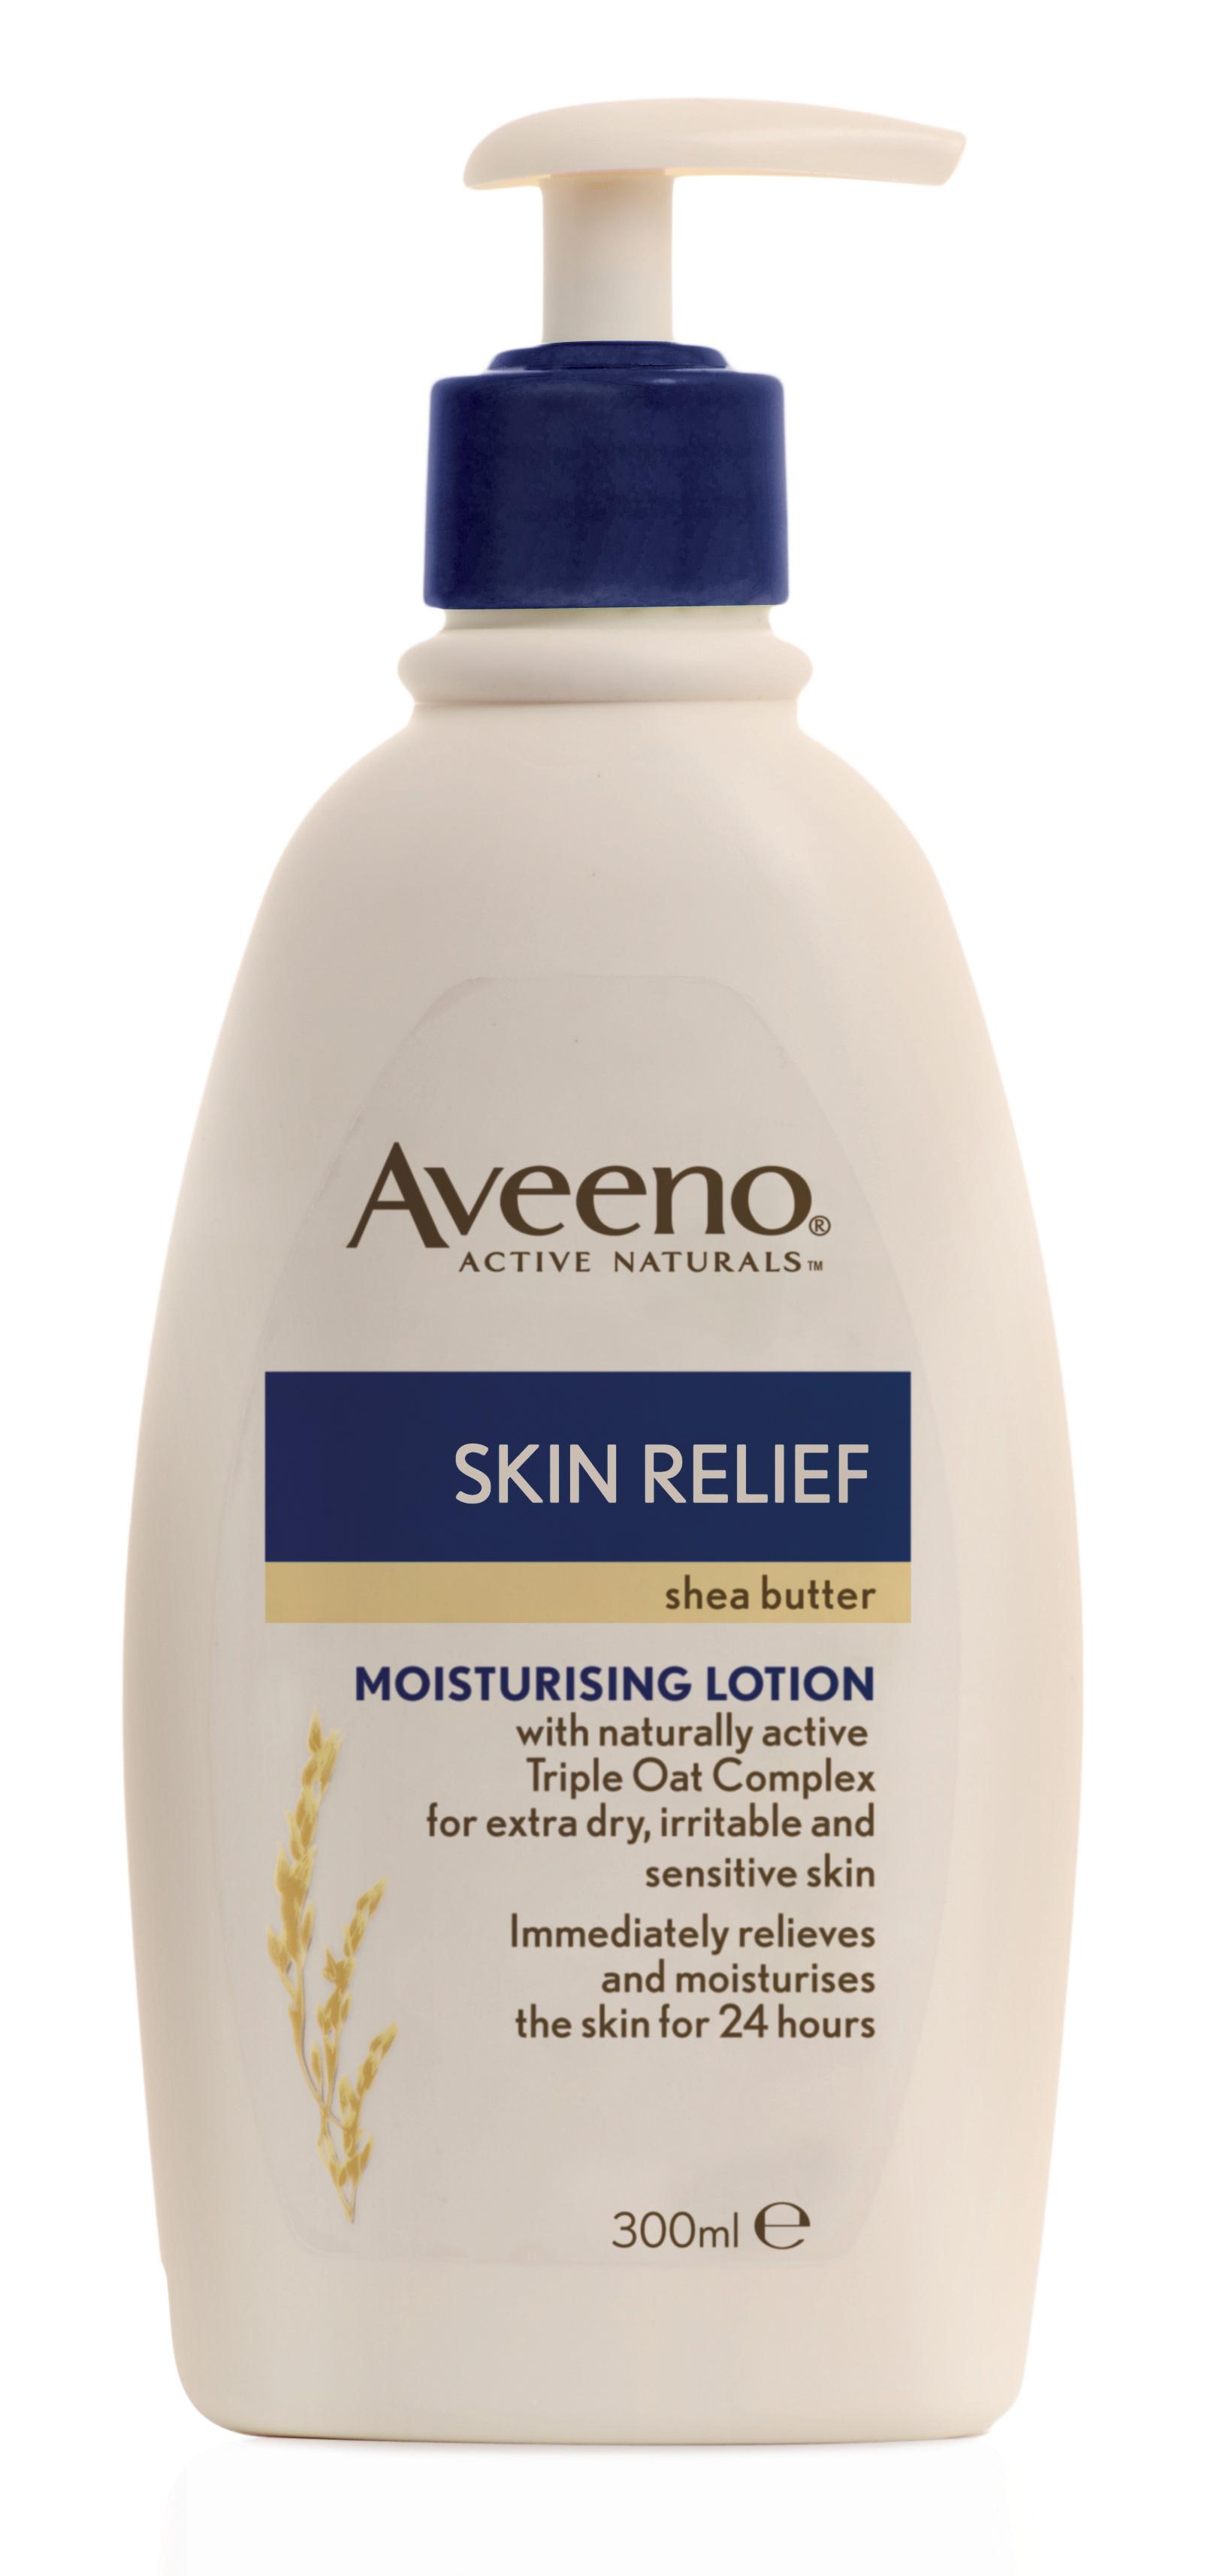 Aveeno®
ACTIVE NATURALS™
SKIN RELIEF
shea butter
MOISTURISING LOTION
with naturally active
Triple Oat Complex
for extra dry, irritable and
sensitive skin
Immediately relieves
and moisturises
the skin for 24 hours
300ml ℮